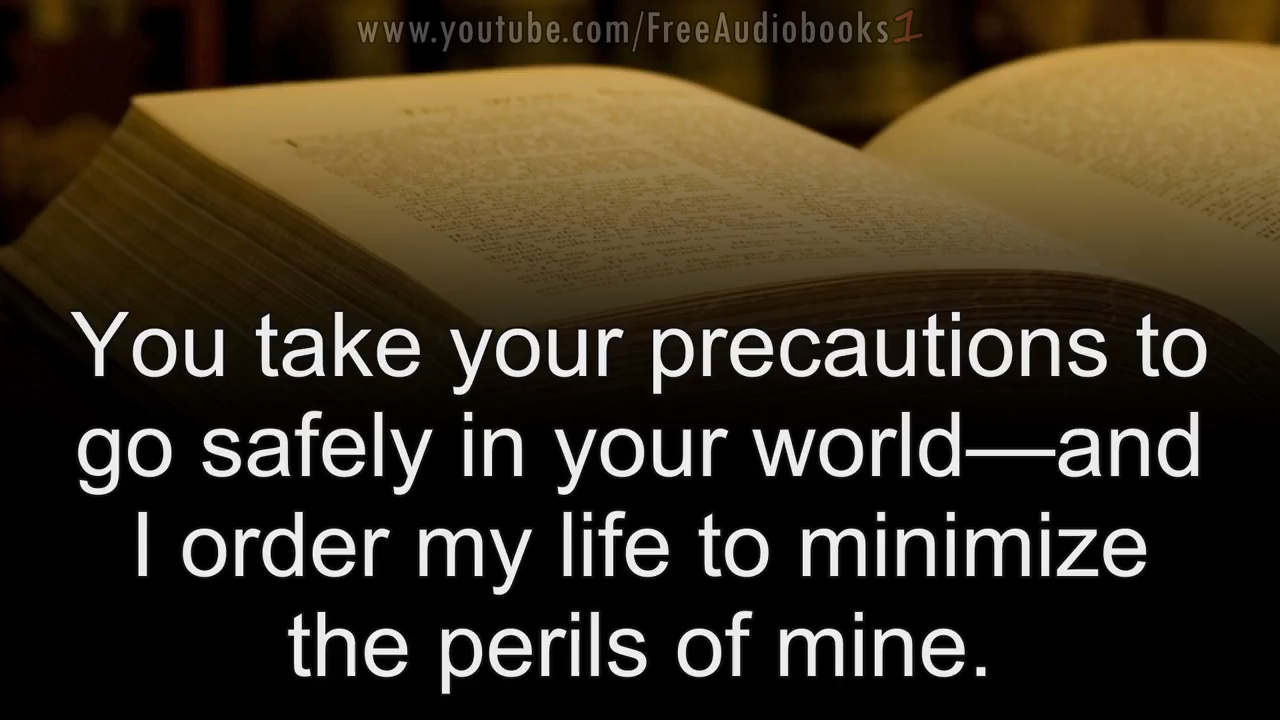 www.youtube.com/FreeAudiobooks1
You take your precautions to
go safely in your world—and
I order my life to minimize
the perils of mine.